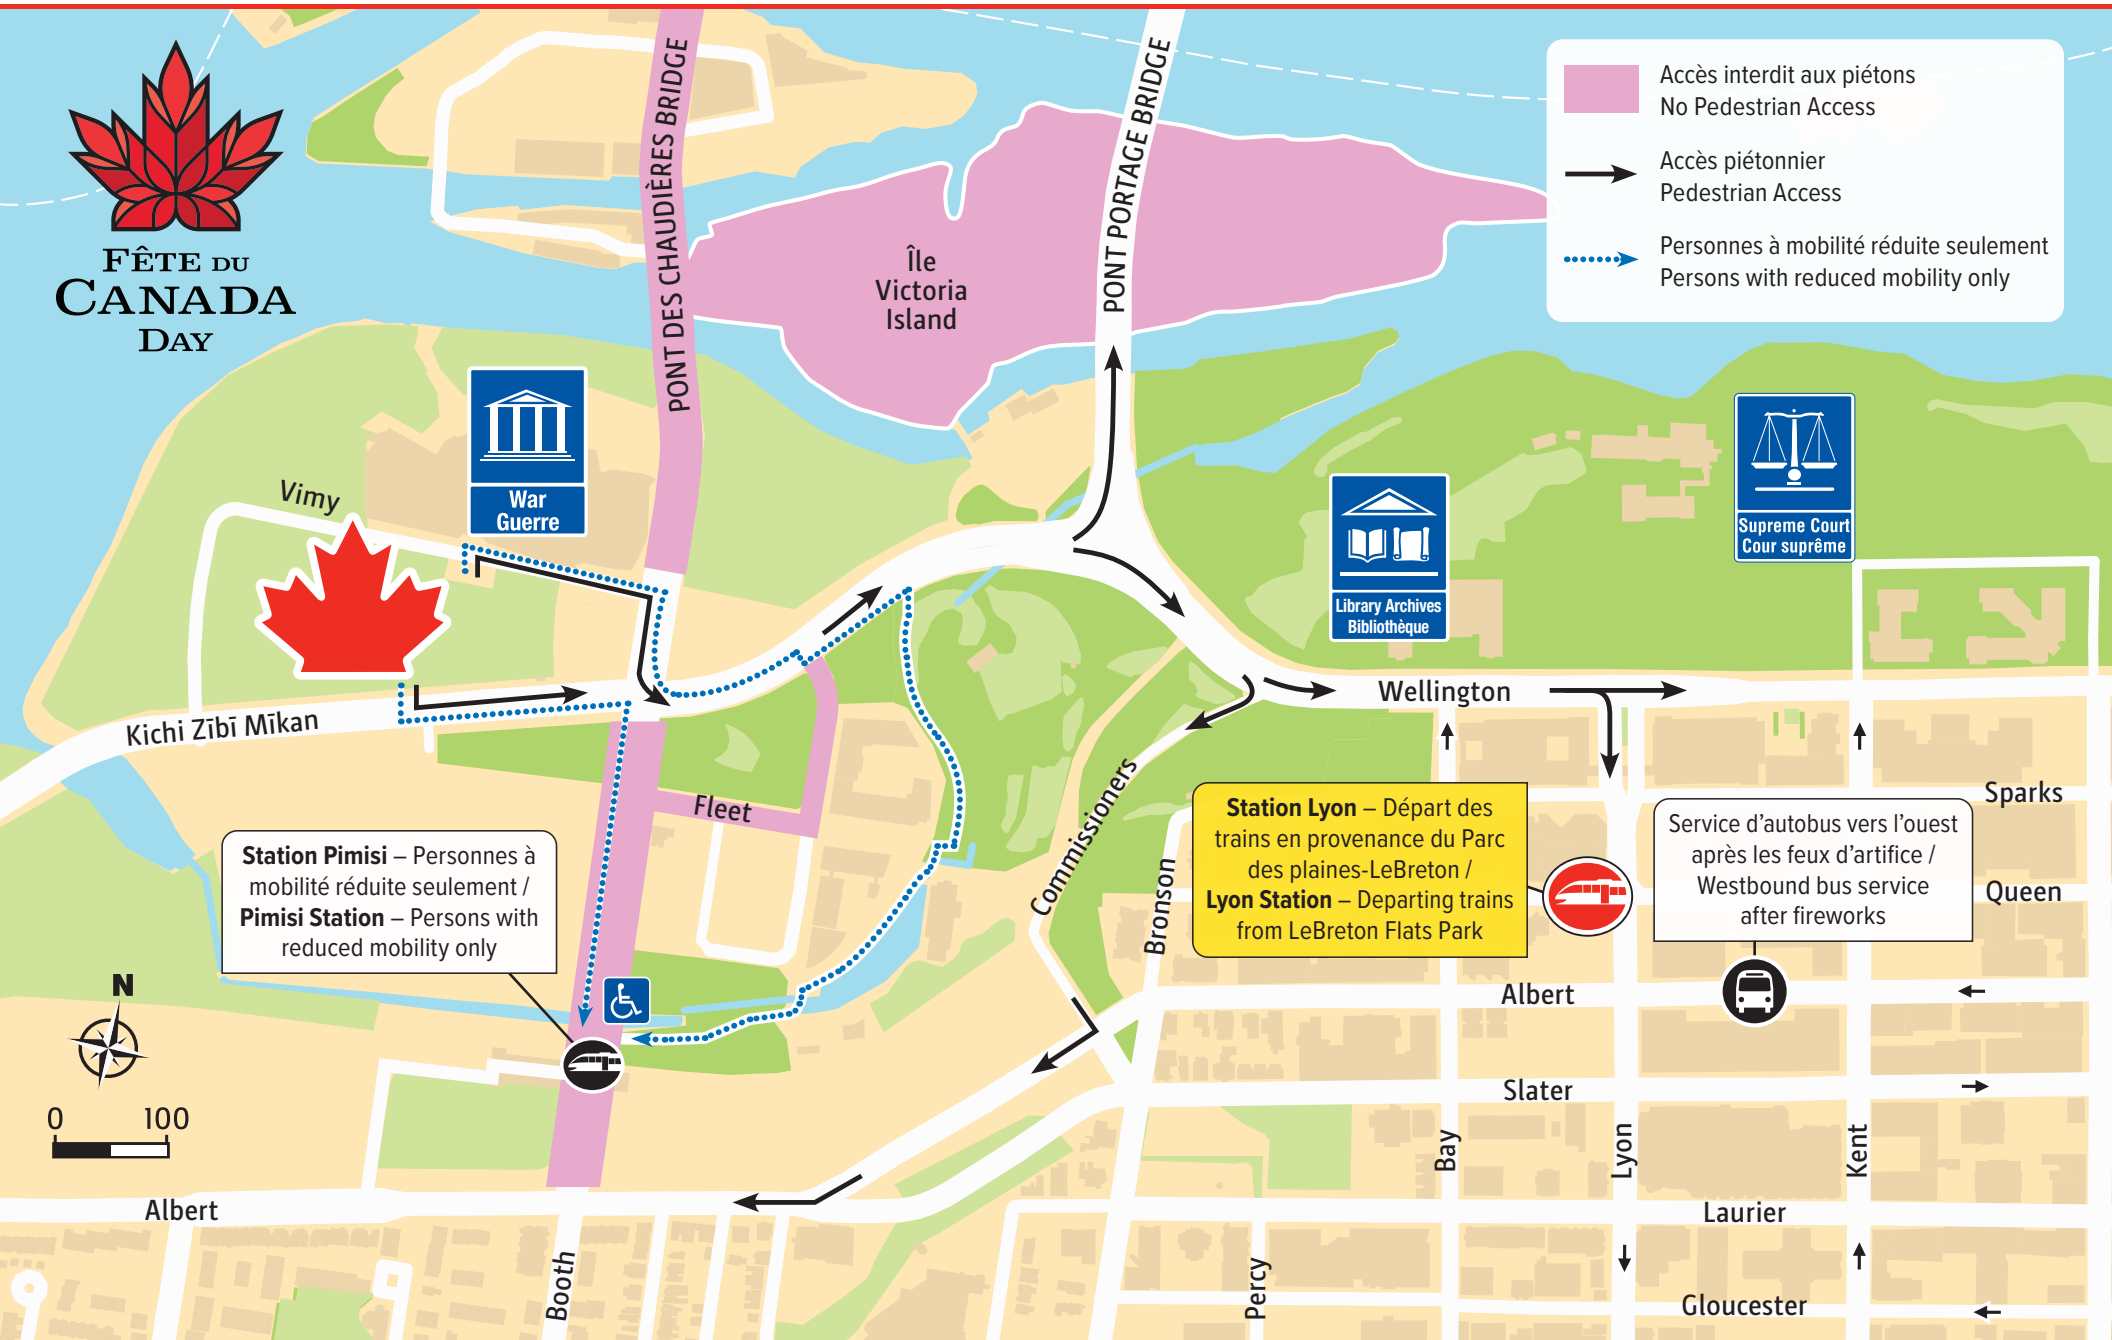 FÊTE DU
CANADA
DAY
PONT DES CHAUDIÈRES BRIDGE
PONT PORTAGE BRIDGE
Accès interdit aux piétons
No Pedestrian Access
Accès piétonnier
Pedestrian Access
Personnes à mobilité réduite seulement
Persons with reduced mobility only
Île
Victoria
Island
Vimy
War
Guerre
Library Archives
Bibliothèque
Supreme Court
Cour suprême
Kichi Zībī Mīkan
Wellington
Fleet
Commissioners
Bronson
Station Lyon – Départ des
trains en provenance du Parc
des plaines-LeBreton /
Lyon Station – Departing trains
from LeBreton Flats Park
Service d'autobus vers l'ouest
après les feux d'artifice /
Westbound bus service
after fireworks
Sparks
Queen
Station Pimisi – Personnes à
mobilité réduite seulement /
Pimisi Station – Persons with
reduced mobility only
N
0 100
Albert
Slater
Bay
Lyon
Kent
Albert
Laurier
Booth
Percy
Gloucester